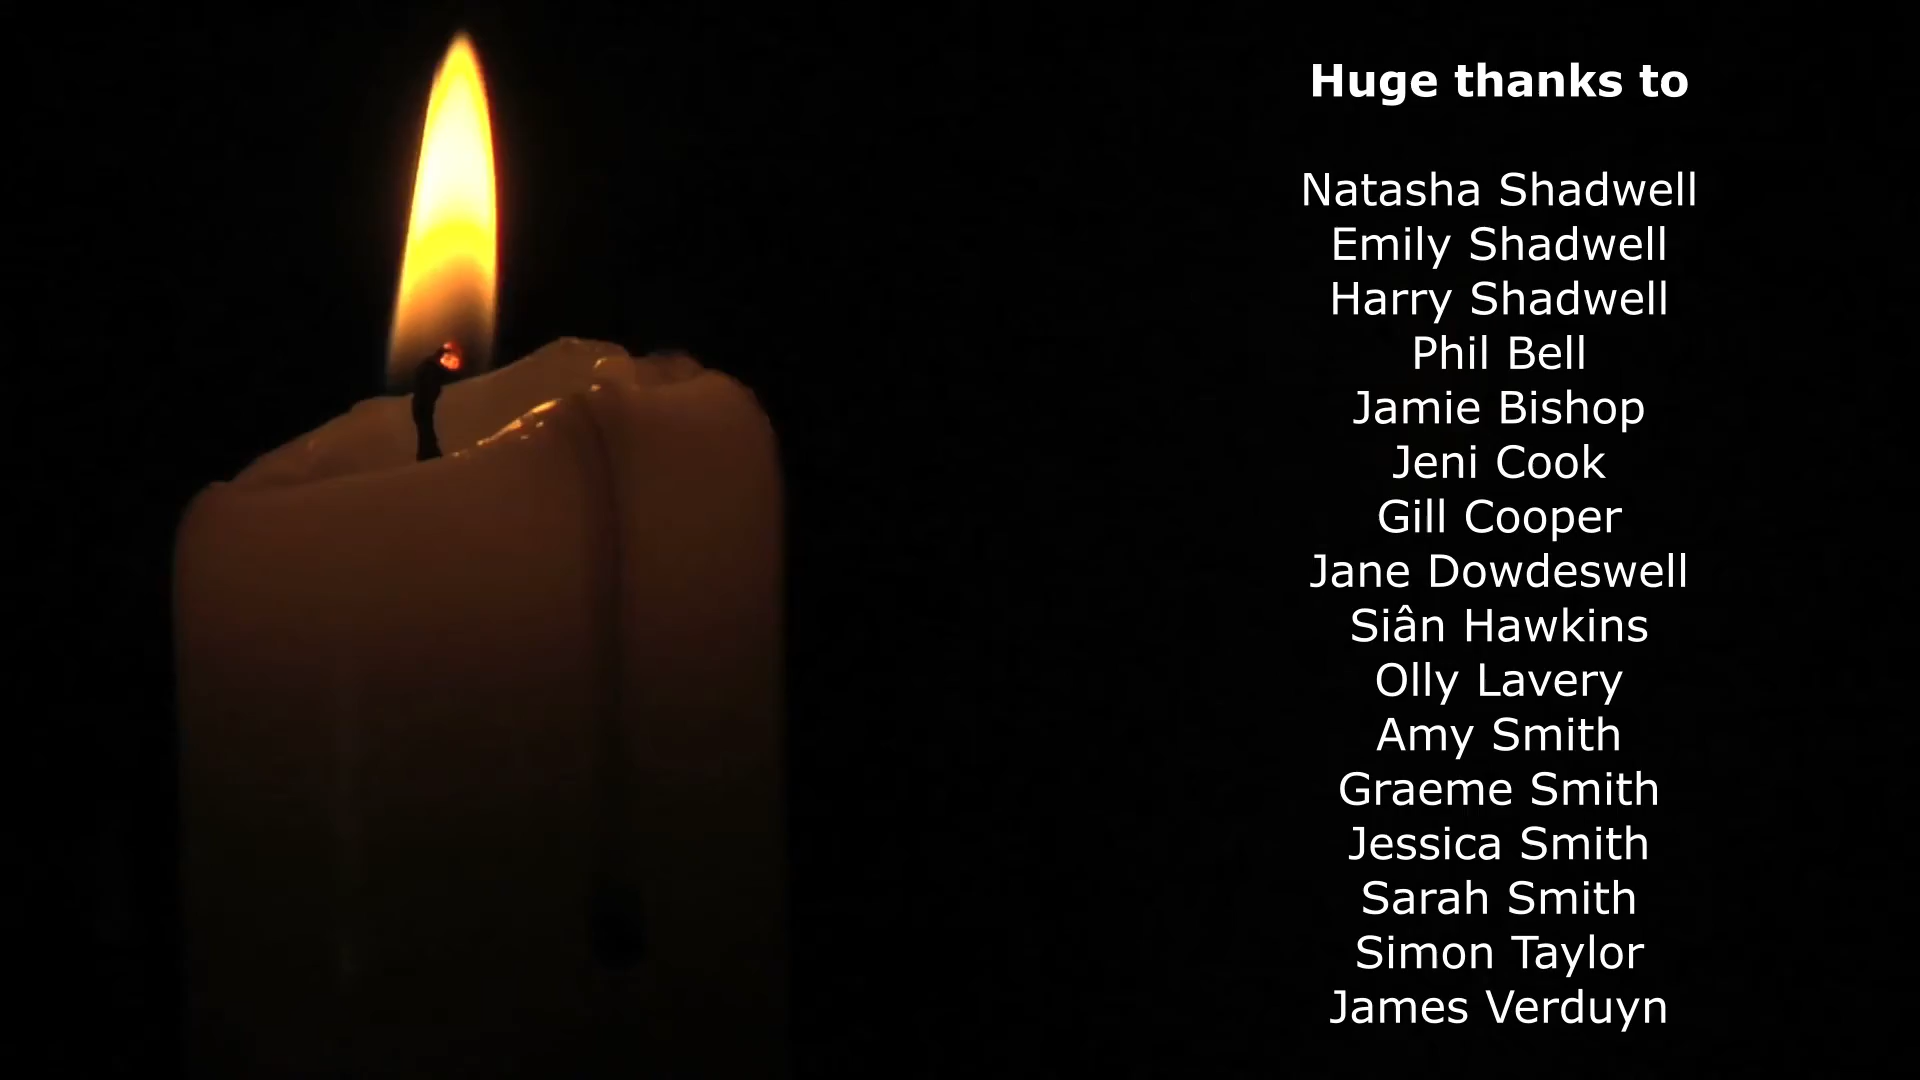 Huge thanks to
Natasha Shadwell
Emily Shadwell
Harry Shadwell
Phil Bell
Jamie Bishop
Jeni Cook
Gill Cooper
Jane Dowdeswell
Siân Hawkins
Olly Lavery
Amy Smith
Graeme Smith
Jessica Smith
Sarah Smith
Simon Taylor
James Verduyn